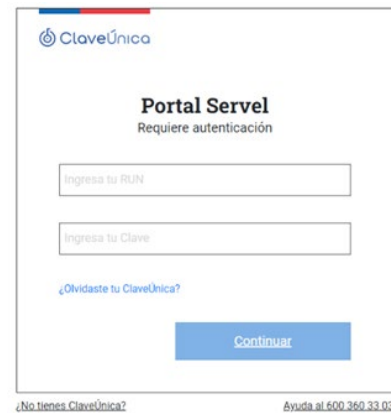 ClaveÚnica
Portal Servel
Requiere autenticación
Ingresa tu RUN
Ingresa tu Clave
¿Olvidaste tu ClaveÚnica?
Continuar
¿No tienes ClaveÚnica? Ayuda al 600 360 33 03